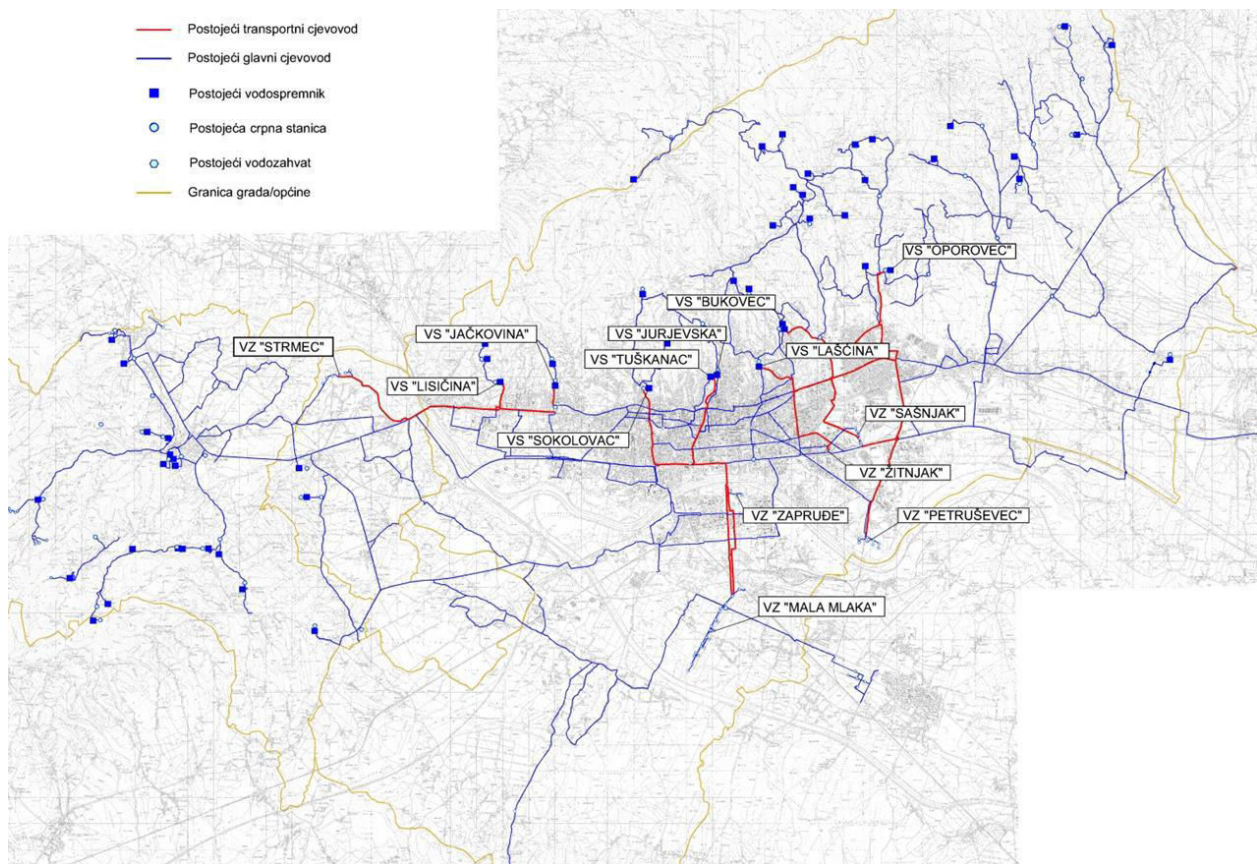 Postojeći transportni cjevovod
Postojeći glavni cjevovod
Postojeći vodospremnik
Postojeća crpna stanica
Postojeći vodozahvat
Granica grada/općine
VS "OPOROVEC"
VS "BUKOVEC"
VS "JAČKOVINA"
VS "JURJEVSKA"
VZ "STRMEC"
VS "LAŠĆINA"
VS "TUŠKANAC"
VS "LISIČINA"
VZ "SAŠNJAK"
VS "SOKOLOVAC"
VZ "ŽITNJAK"
VZ "ZAPRUĐE"
VZ "PETRUŠEVEC"
VZ "MALA MLAKA"